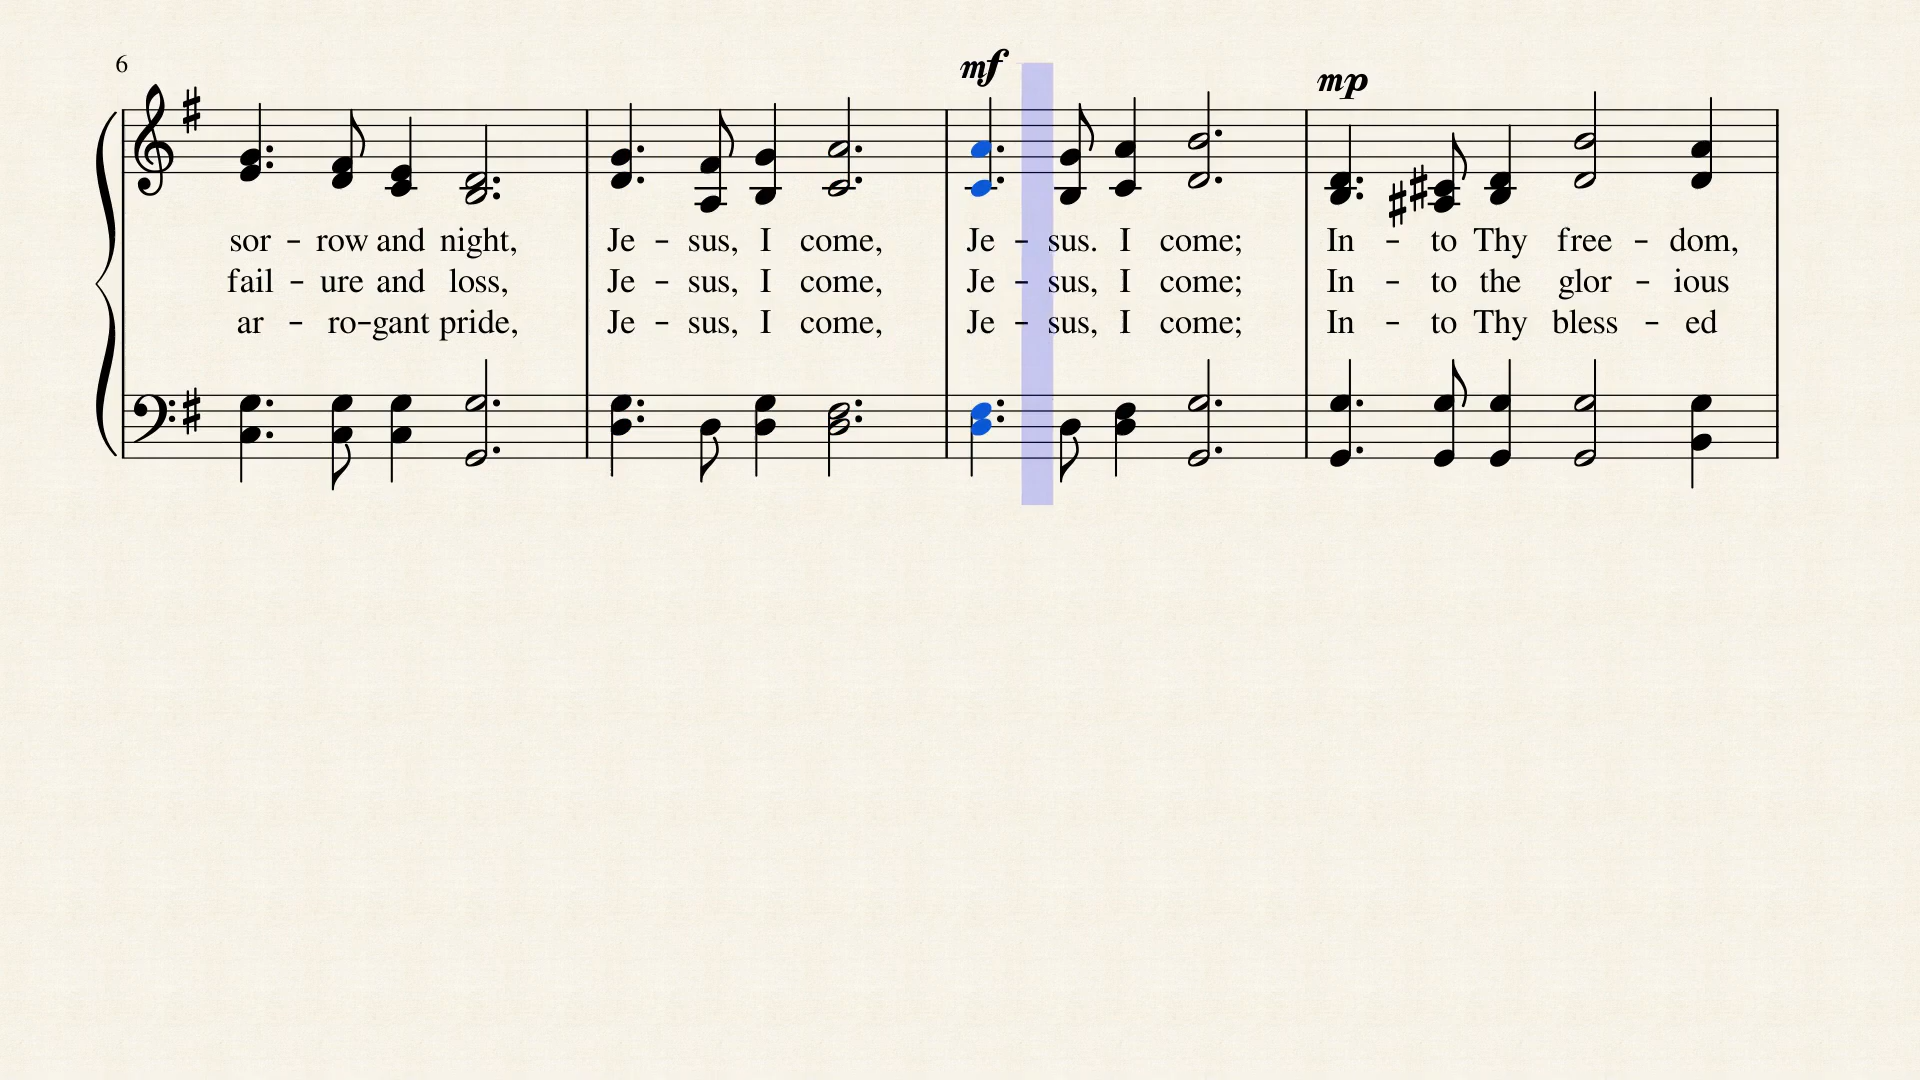 6
mf
mp
sor - row and night, Je - sus, I come, Je - sus. I come; In - to Thy free - dom,
fail - ure and loss, Je - sus, I come, Je - sus, I come; In - to the glor - ious
ar - ro-gant pride, Je - sus, I come, Je - sus, I come; In - to Thy bless - ed